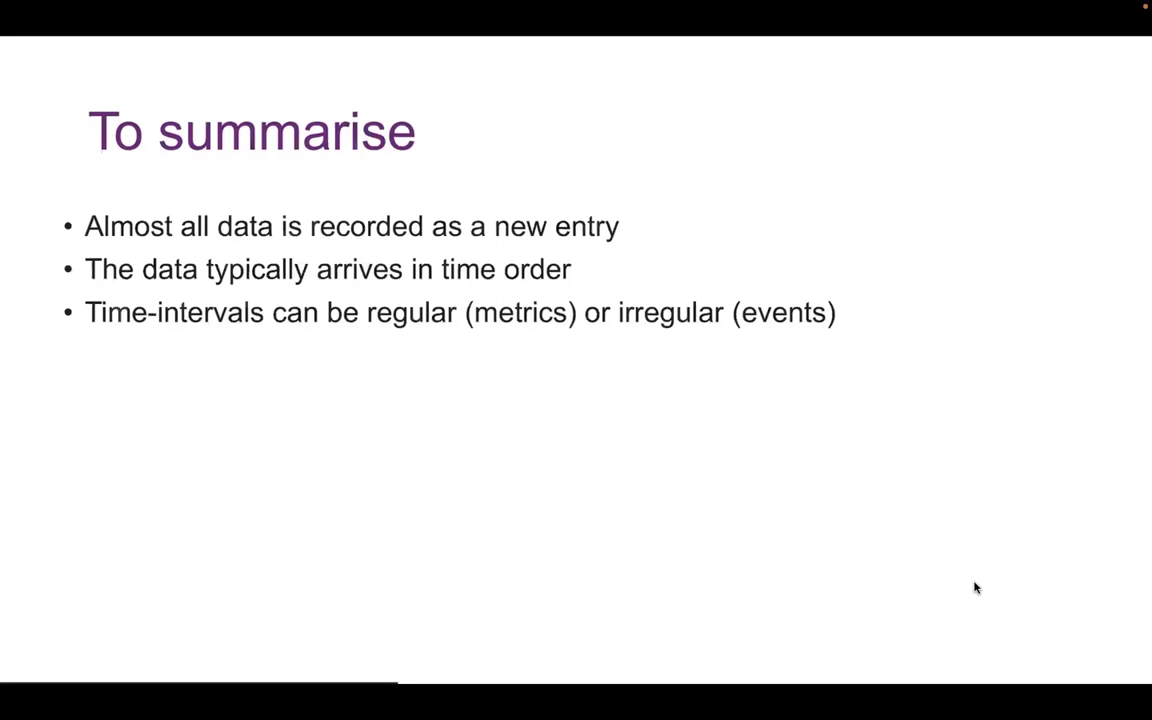 To summarise
• Almost all data is recorded as a new entry
• The data typically arrives in time order
• Time-intervals can be regular (metrics) or irregular (events)